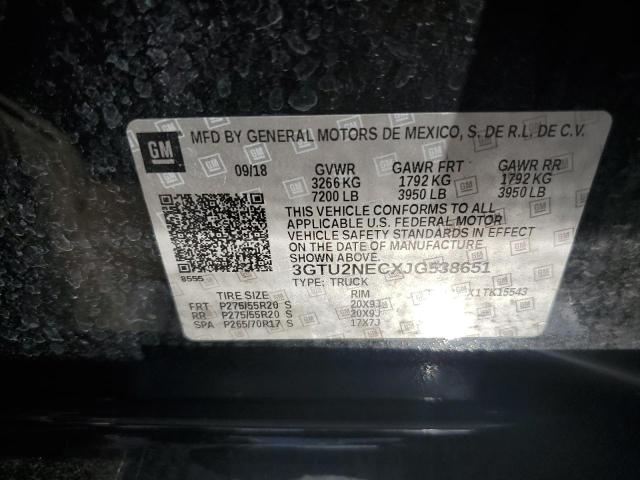 GM MFD BY GENERAL MOTORS DE MEXICO, S. DE R.L. DE C.V.
09/18 GVWR GAWR FRT GAWR RR
3266 KG 1792 KG 1792 KG
7200 LB 3950 LB 3950 LB
THIS VEHICLE CONFORMS TO ALL
APPLICABLE U.S. FEDERAL MOTOR
VEHICLE SAFETY STANDARDS IN EFFECT
ON THE DATE OF MANUFACTURE
SHOWN ABOVE.
8555 3GTU2NECXJG538651
TYPE: TRUCK
TIRE SIZE RIM
FRT P275/55R20 S 20X9J
RR P275/55R20 S 20X9J
SPA P265/70R17 S 17X7J